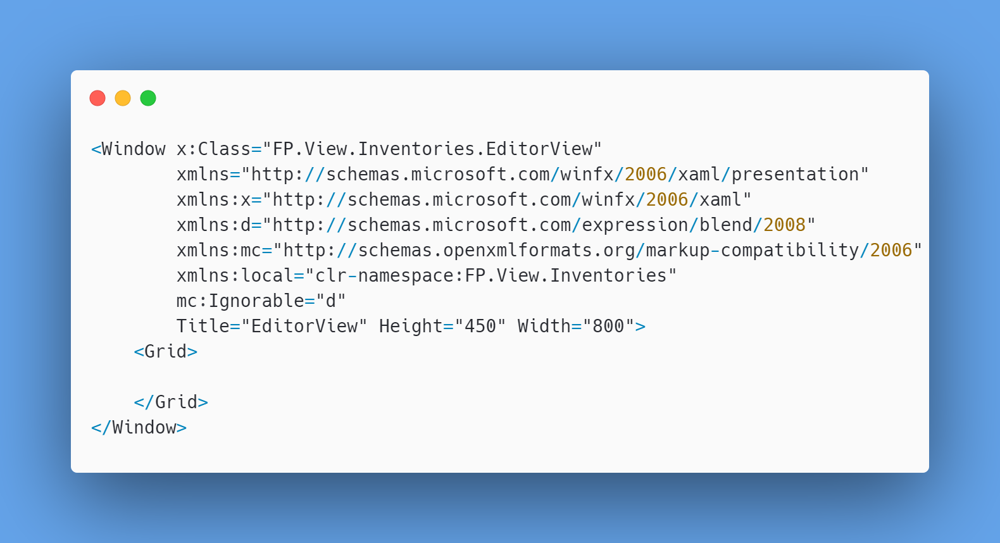 <Window x:Class="FP.View.Inventories.EditorView"
        xmlns="http://schemas.microsoft.com/winfx/2006/xaml/presentation"
        xmlns:x="http://schemas.microsoft.com/winfx/2006/xaml"
        xmlns:d="http://schemas.microsoft.com/expression/blend/2008"
        xmlns:mc="http://schemas.openxmlformats.org/markup-compatibility/2006"
        xmlns:local="clr-namespace:FP.View.Inventories"
        mc:Ignorable="d"
        Title="EditorView" Height="450" Width="800">
    <Grid>

    </Grid>
</Window>